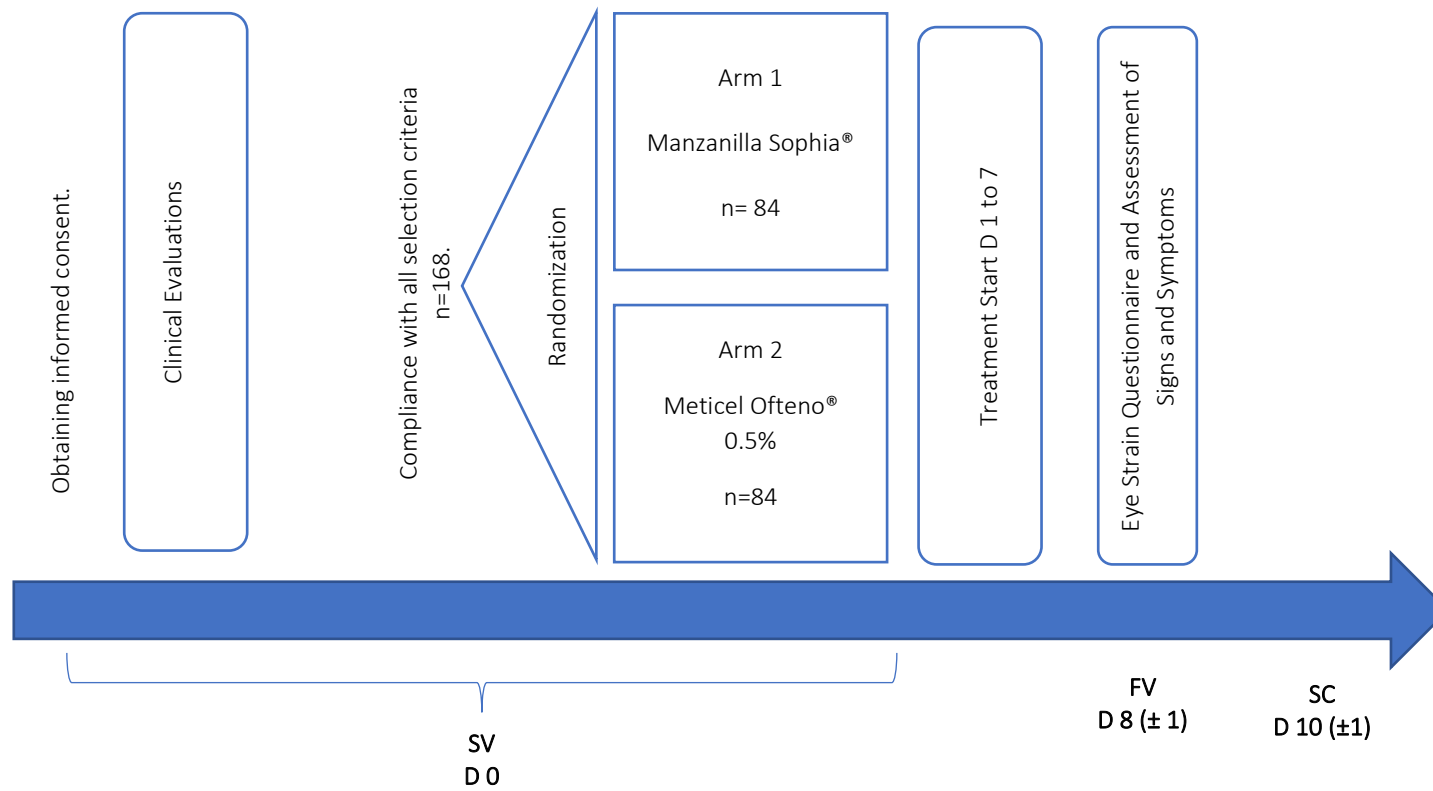 Obtaining informed consent.
Clinical Evaluations
Compliance with all selection criteria
n=168.
Randomization
Arm 1
Manzanilla Sophia®
n= 84
Arm 2
Meticel Ofteno®
0.5%
n=84
Treatment Start D 1 to 7
Eye Strain Questionnaire and Assessment of
Signs and Symptoms
SV
D 0
FV
D 8 (± 1)
SC
D 10 (±1)